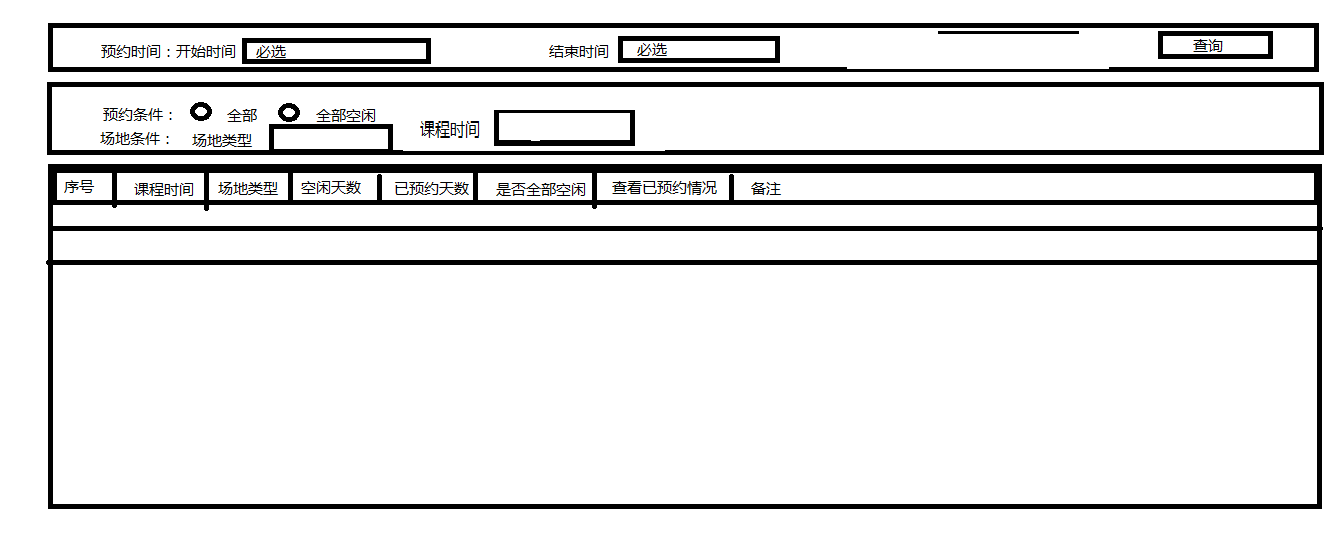 预约时间：开始时间 必选 结束时间 必选 查询
预约条件： 全部 全部空闲
场地条件： 场地类型 课程时间
序号 课程时间 场地类型 空闲天数 已预约天数 是否全部空闲 查看已预约情况 备注